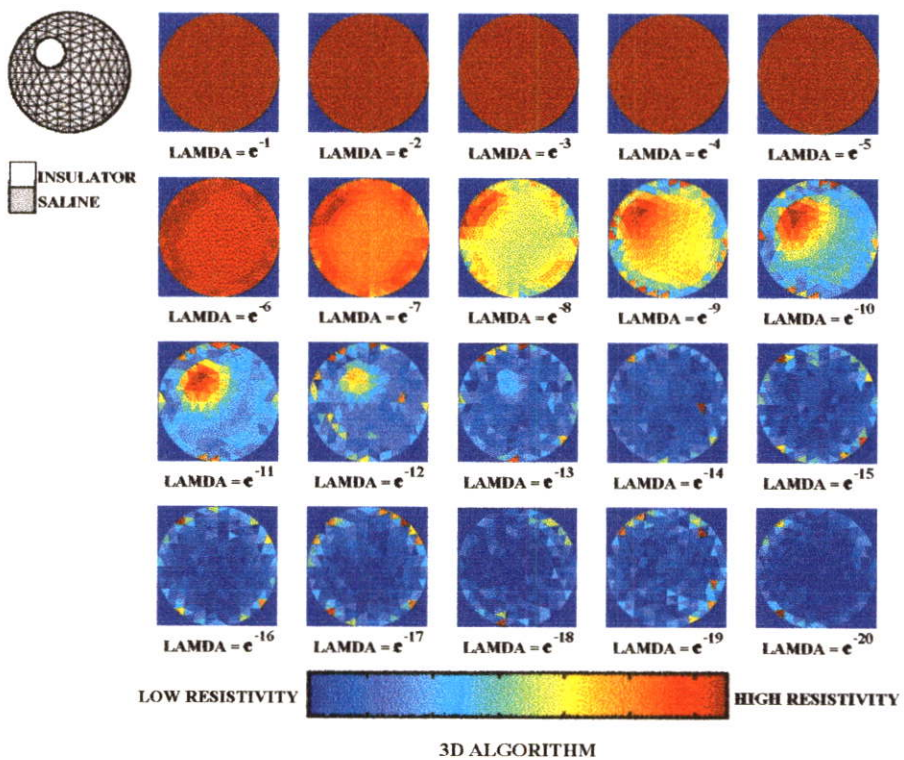 LAMDA = e^-1 LAMDA = e^-2 LAMDA = e^-3 LAMDA = e^-4 LAMDA = e^-5
INSULATOR
SALINE
LAMDA = e^-6 LAMDA = e^-7 LAMDA = e^-8 LAMDA = e^-9 LAMDA = e^-10
LAMDA = e^-11 LAMDA = e^-12 LAMDA = e^-13 LAMDA = e^-14 LAMDA = e^-15
LAMDA = e^-16 LAMDA = e^-17 LAMDA = e^-18 LAMDA = e^-19 LAMDA = e^-20
LOW RESISTIVITY HIGH RESISTIVITY
3D ALGORITHM